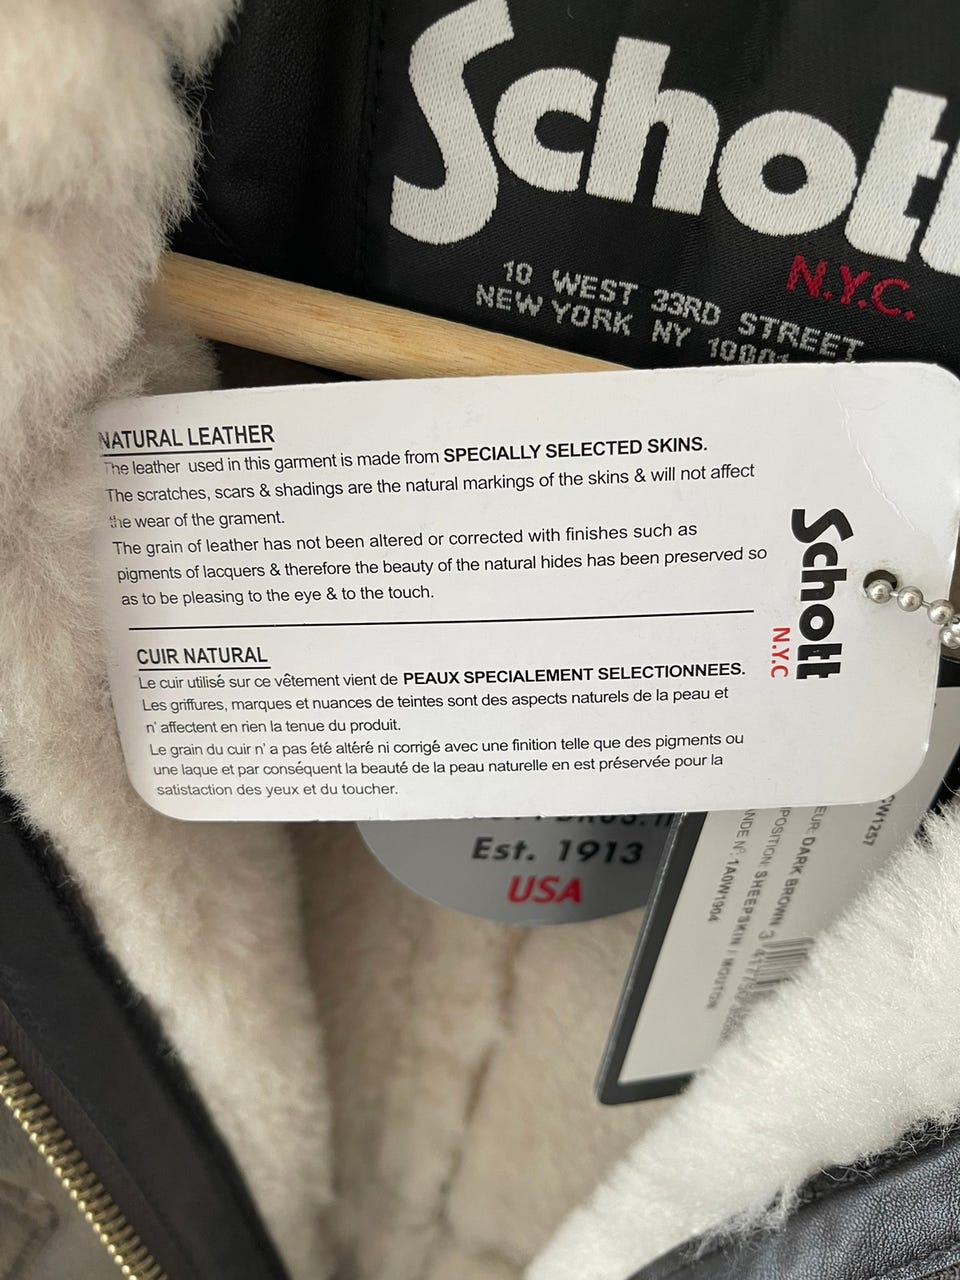 Schott
N.Y.C.
10 WEST 33RD STREET
NEW YORK NY 10001
NATURAL LEATHER
The leather used in this garment is made from SPECIALLY SELECTED SKINS.
The scratches, scars & shadings are the natural markings of the skins & will not affect
the wear of the grament.
The grain of leather has not been altered or corrected with finishes such as
pigments of lacquers & therefore the beauty of the natural hides has been preserved so
as to be pleasing to the eye & to the touch.
CUIR NATURAL
Le cuir utilisé sur ce vêtement vient de PEAUX SPECIALEMENT SELECTIONNEES.
Les griffures, marques et nuances de teintes sont des aspects naturels de la peau et
n' affectent en rien la tenue du produit.
Le grain du cuir n' a pas été altéré ni corrigé avec une finition telle que des pigments ou
une laque et par conséquent la beauté de la peau naturelle en est préservée pour la
satistaction des yeux et du toucher.
Schott
N.Y.C
Est. 1913
USA
CW1257
EUR: DARK BROWN
POSITION: SHEEPSKIN / MOUTON
NDE N° 1A0W1904